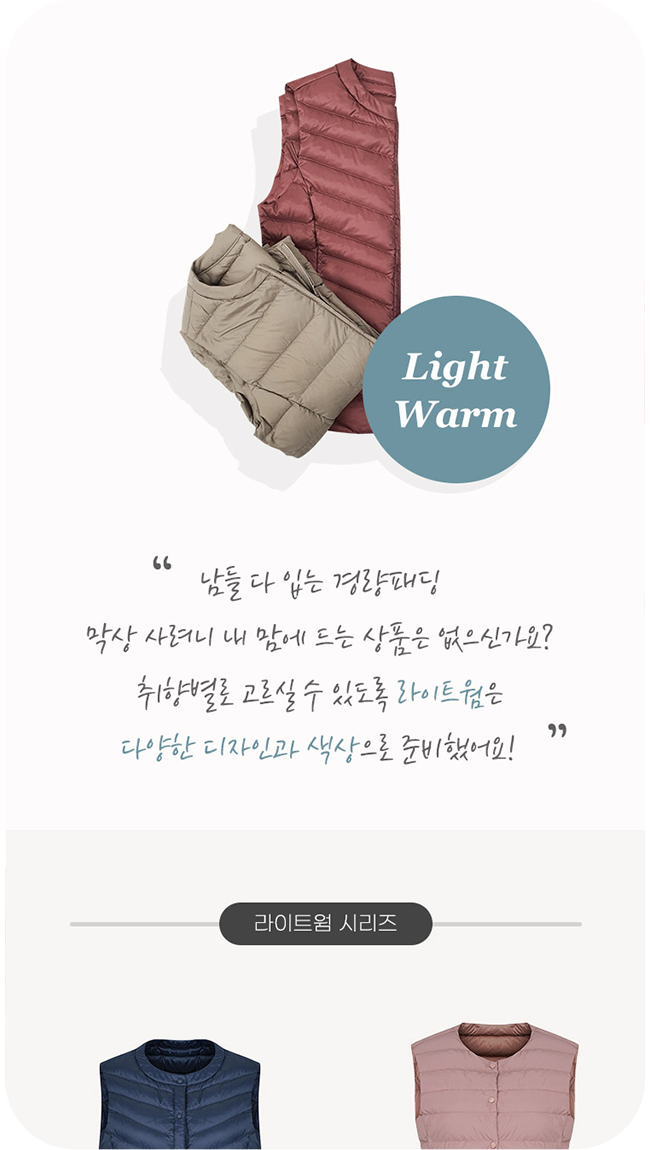 Light
Warm
“ 남들 다 입는 경량패딩
막상 사려니 내 맘에 드는 상품은 없으신가요?
취향별로 고르실 수 있도록 라이트웜은
다양한 디자인과 색상으로 준비했어요! ”
라이트웜 시리즈